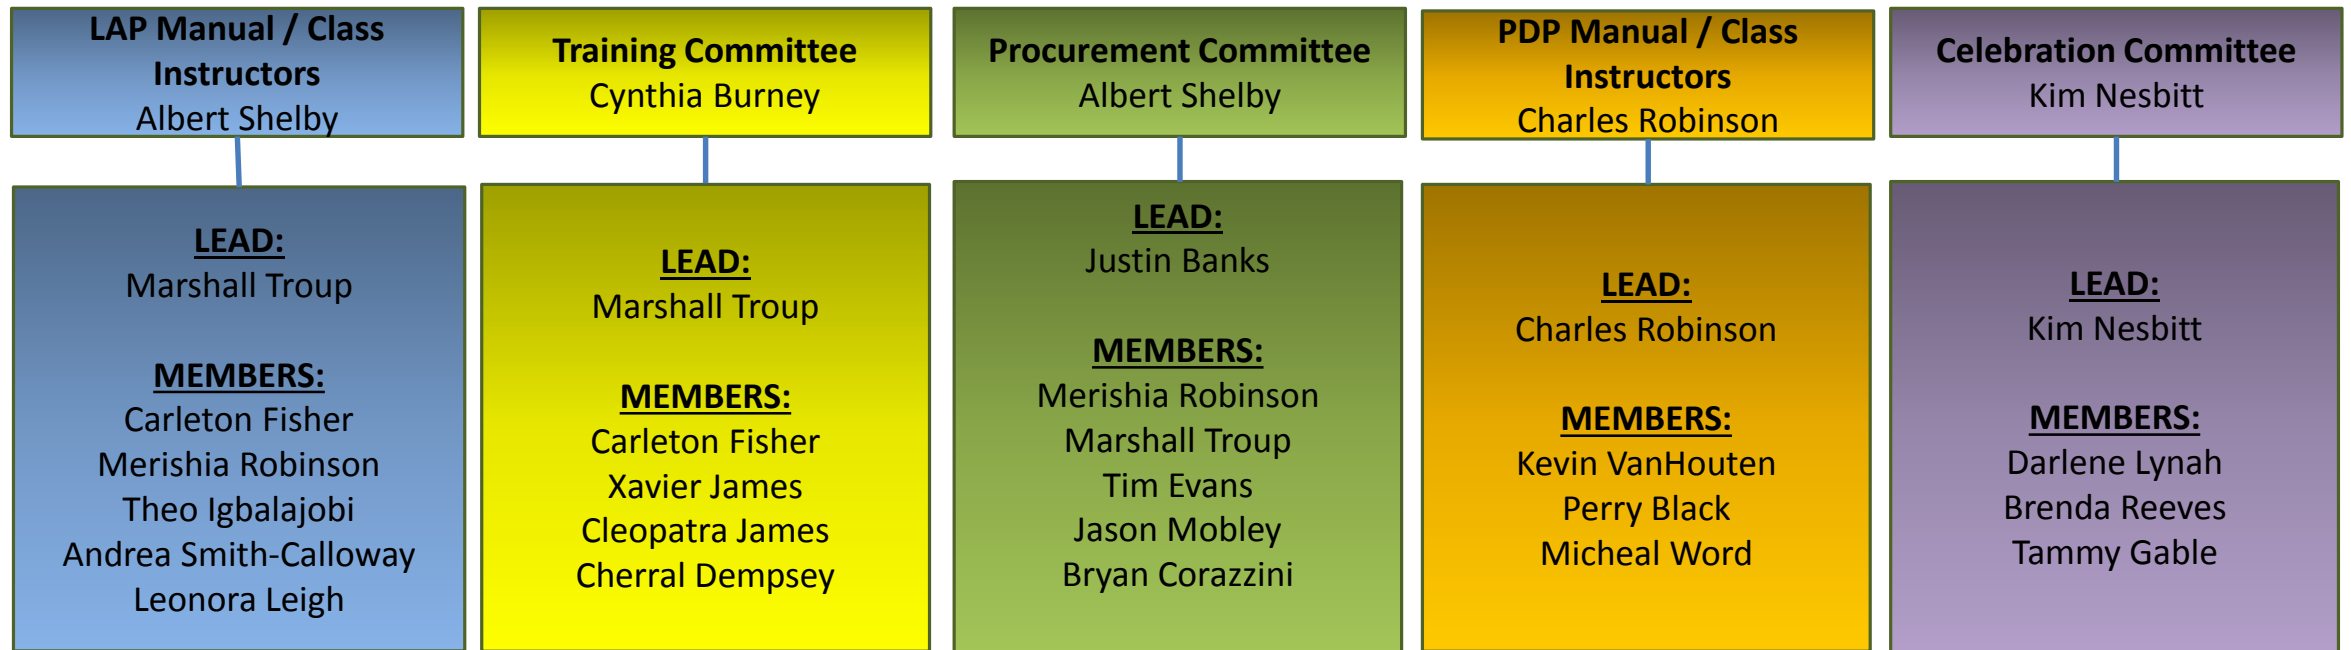 LAP Manual / Class
Instructors
Albert Shelby
LEAD:
Marshall Troup
MEMBERS:
Carleton Fisher
Merishia Robinson
Theo Igbalajobi
Andrea Smith-Calloway
Leonora Leigh
Training Committee
Cynthia Burney
LEAD:
Marshall Troup
MEMBERS:
Carleton Fisher
Xavier James
Cleopatra James
Cherral Dempsey
Procurement Committee
Albert Shelby
LEAD:
Justin Banks
MEMBERS:
Merishia Robinson
Marshall Troup
Tim Evans
Jason Mobley
Bryan Corazzini
PDP Manual / Class
Instructors
Charles Robinson
LEAD:
Charles Robinson
MEMBERS:
Kevin VanHouten
Perry Black
Micheal Word
Celebration Committee
Kim Nesbitt
LEAD:
Kim Nesbitt
MEMBERS:
Darlene Lynah
Brenda Reeves
Tammy Gable